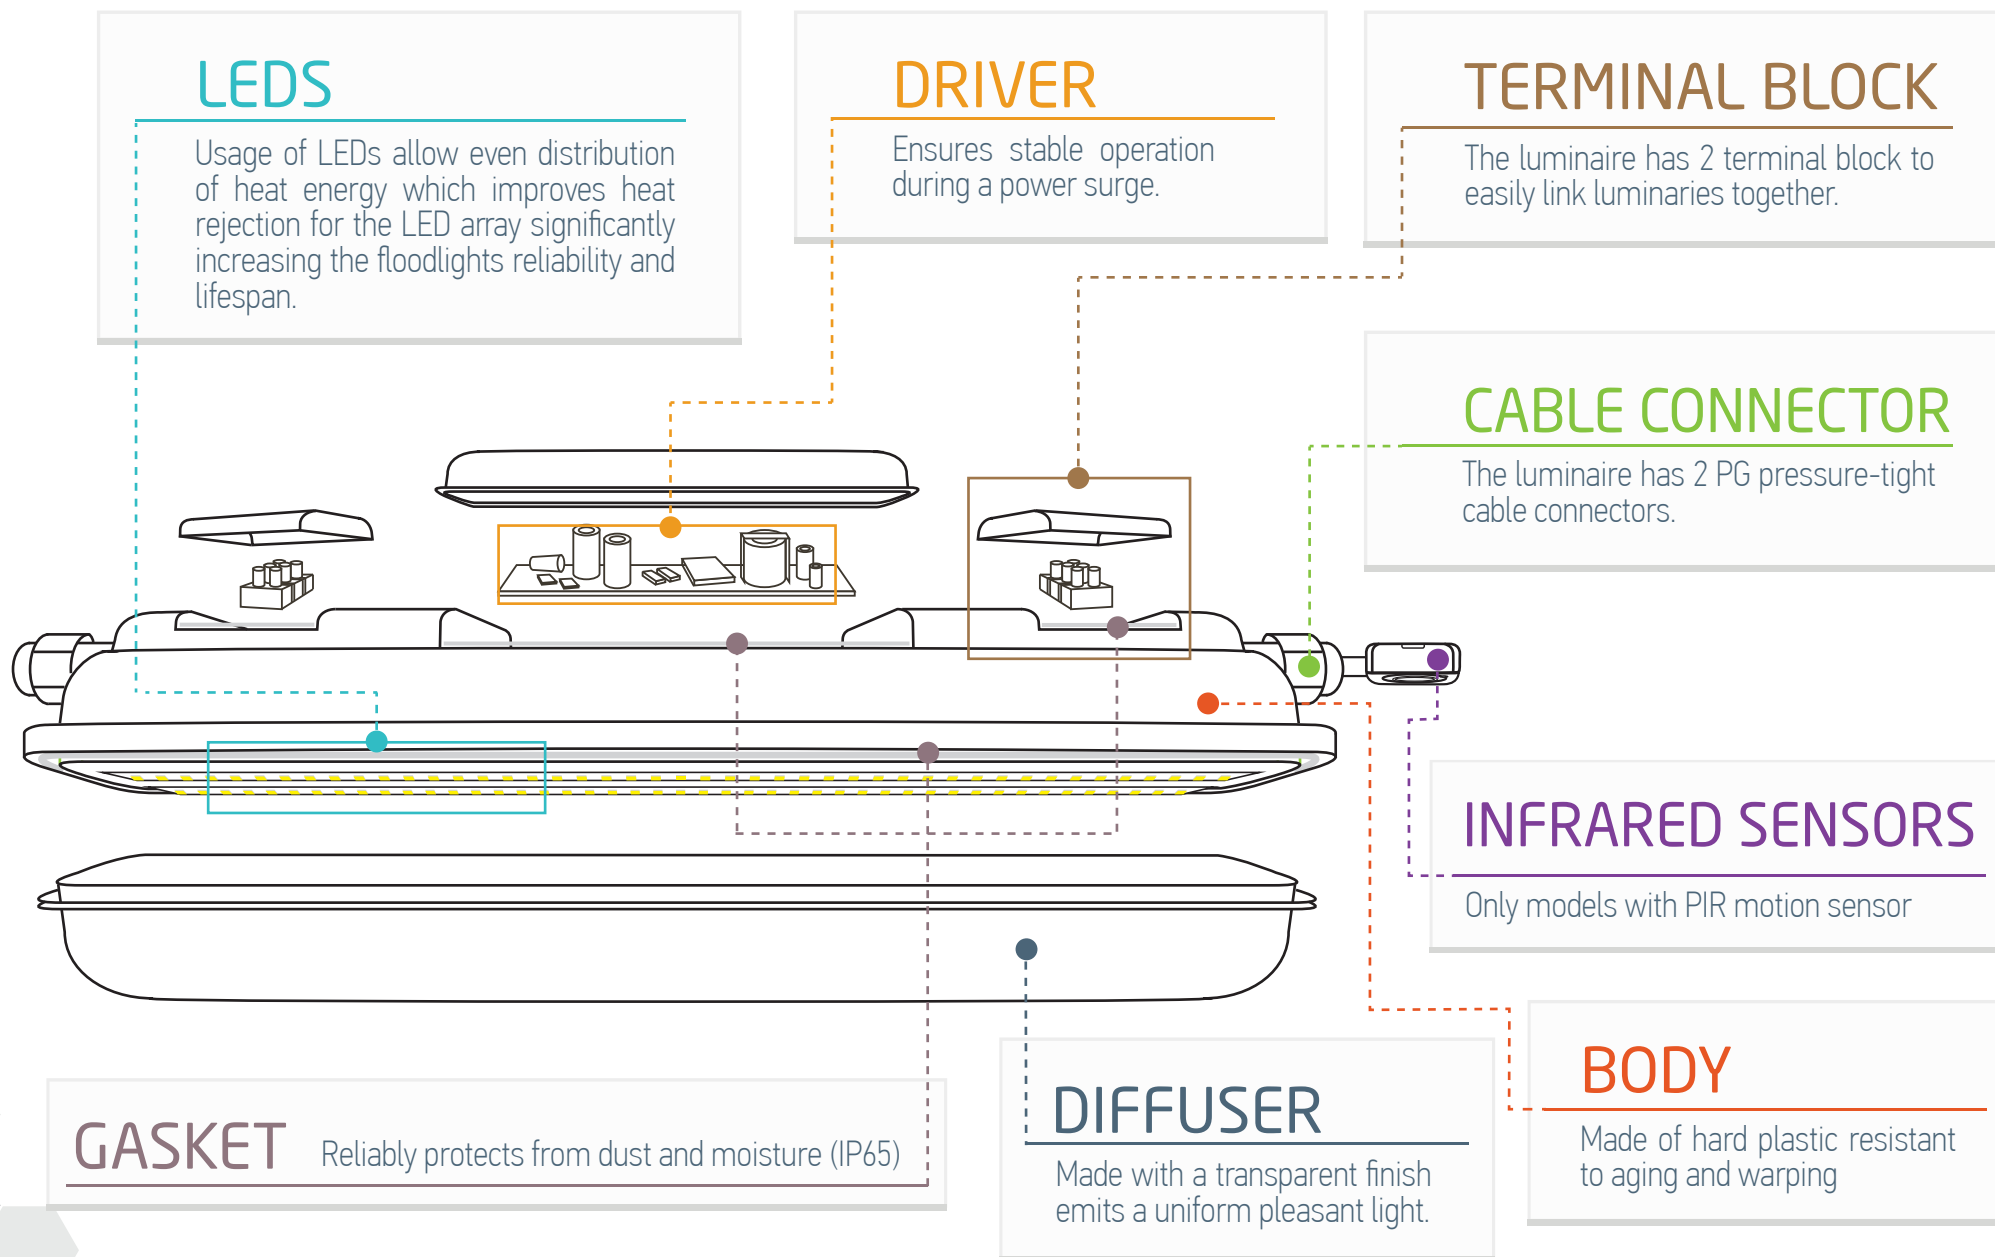 LEDS
Usage of LEDs allow even distribution
of heat energy which improves heat
rejection for the LED array significantly
increasing the floodlights reliability and
lifespan.
DRIVER
Ensures stable operation
during a power surge.
TERMINAL BLOCK
The luminaire has 2 terminal block to
easily link luminaries together.
CABLE CONNECTOR
The luminaire has 2 PG pressure-tight
cable connectors.
INFRARED SENSORS
Only models with PIR motion sensor
BODY
Made of hard plastic resistant
to aging and warping
DIFFUSER
Made with a transparent finish
emits a uniform pleasant light.
GASKET Reliably protects from dust and moisture (IP65)